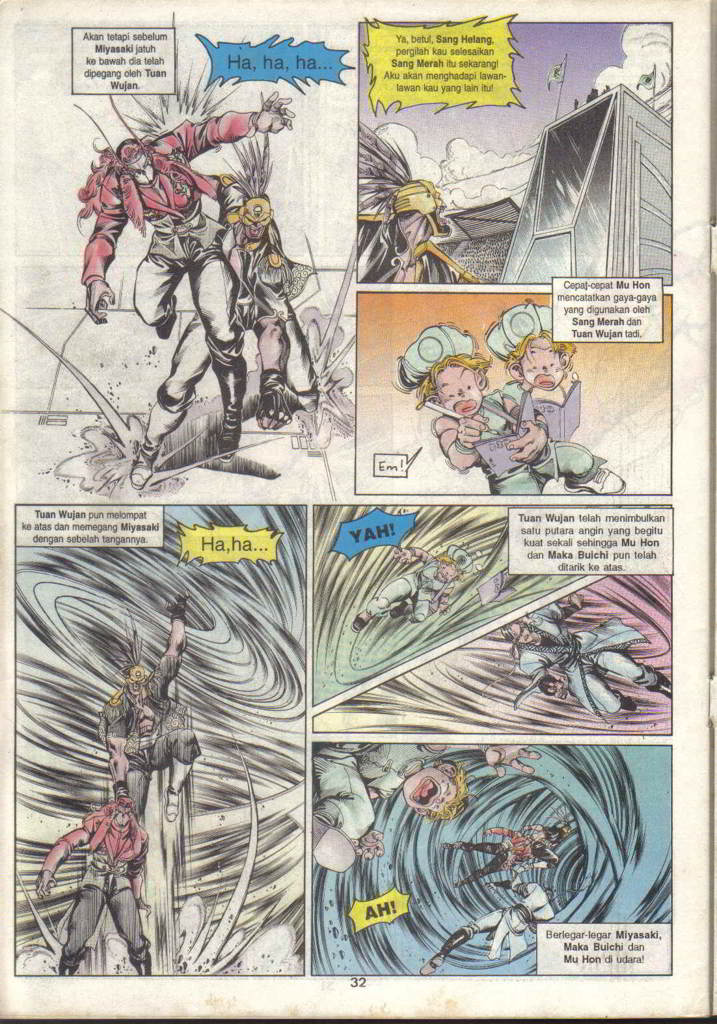 Akan tetapi sebelum
Miyasaki jatuh
ke bawah dia telah
dipegang oleh Tuan
Wujan.
Ha, ha, ha...
Ya, betul, Sang Helang,
pergilah kau selesaikan
Sang Merah itu sekarang!
Aku akan menghadapi lawan-
lawan kau yang lain itu!
Cepat-cepat Mu Hon
mencatatkan gaya-gaya
yang digunakan oleh
Sang Merah dan
Tuan Wujan tadi.
Em!
Tuan Wujan pun melompat
ke atas dan memegang Miyasaki
dengan sebelah tangannya.
Ha,ha...
YAH!
Tuan Wujan telah menimbulkan
satu putara angin yang begitu
kuat sekali sehingga Mu Hon
dan Maka Buichi pun telah
ditarik ke atas.
AH!
Berlegar-legar Miyasaki,
Maka Buichi dan
Mu Hon di udara!
32